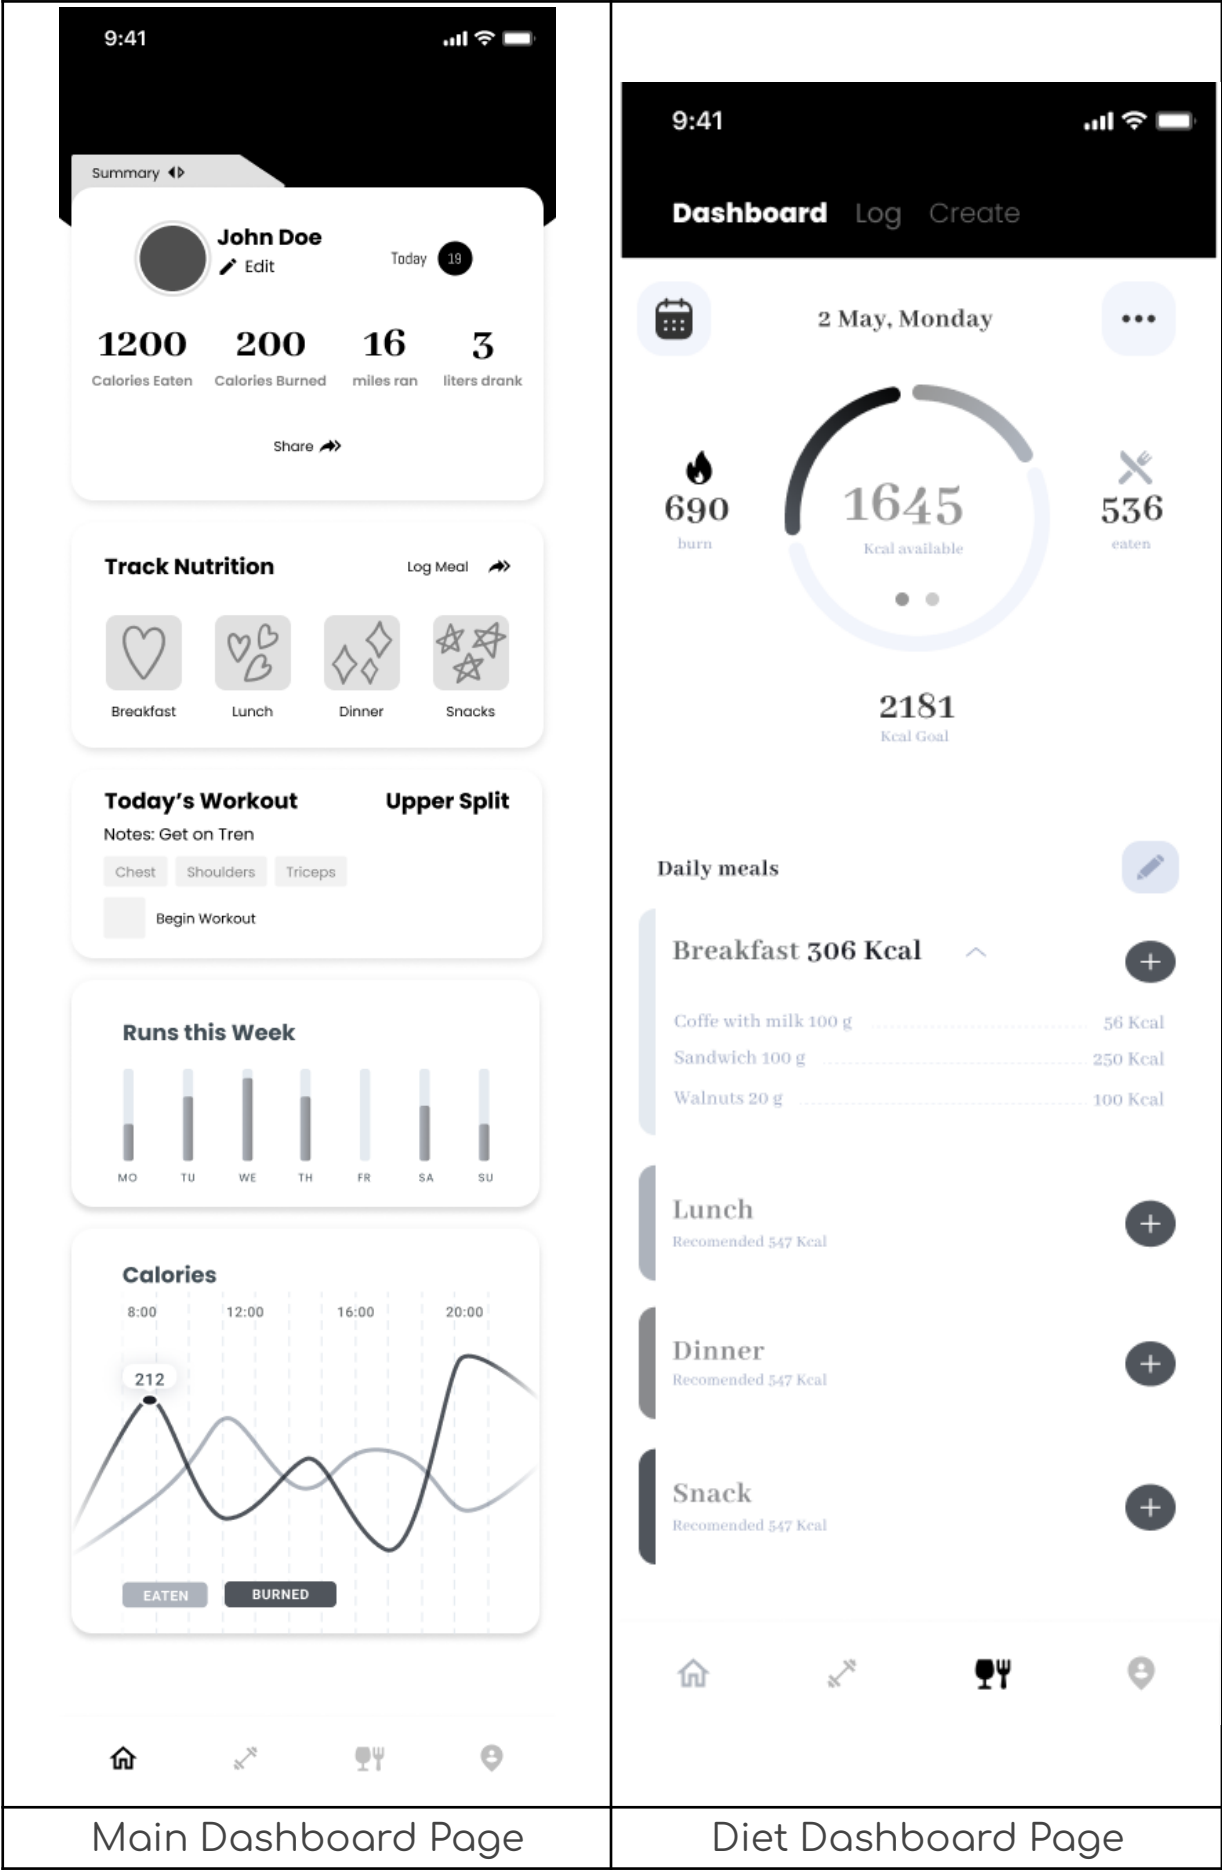 9:41
Summary
John Doe
Edit
Today 19
1200 200 16 3
Calories Eaten Calories Burned miles ran liters drank
Share
Track Nutrition Log Meal
Breakfast Lunch Dinner Snacks
Today's Workout Upper Split
Notes: Get on Tren
Chest Shoulders Triceps
Begin Workout
Runs this Week
MO TU WE TH FR SA SU
Calories
8:00 12:00 16:00 20:00
212
EATEN BURNED
Main Dashboard Page
9:41
Dashboard Log Create
2 May, Monday
690
burn
1645
Kcal available
536
eaten
2181
Kcal Goal
Daily meals
Breakfast 306 Kcal
Coffe with milk 100 g 56 Kcal
Sandwich 100 g 250 Kcal
Walnuts 20 g 100 Kcal
Lunch
Recomended 547 Kcal
Dinner
Recomended 547 Kcal
Snack
Recomended 547 Kcal
Diet Dashboard Page